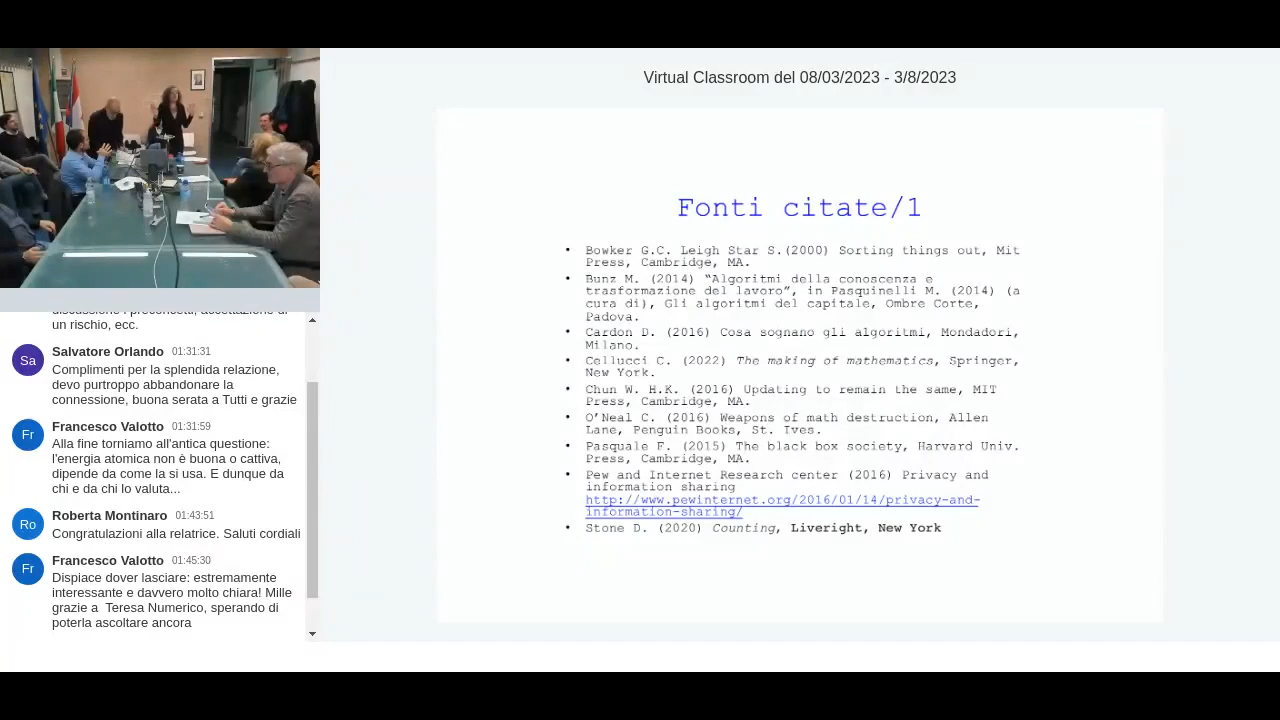 Virtual Classroom del 08/03/2023 - 3/8/2023
Fonti citate/1
• Bowker G.C. Leigh Star S.(2000) Sorting things out, Mit
Press, Cambridge, MA.
• Bunz M. (2014) “Algoritmi della conoscenza e
trasformazione del lavoro”, in Pasquinelli M. (2014) (a
cura di), Gli algoritmi del capitale, Ombre Corte,
Padova.
• Cardon D. (2016) Cosa sognano gli algoritmi, Mondadori,
Milano.
• Cellucci C. (2022) The making of mathematics, Springer,
New York.
• Chun W. H.K. (2016) Updating to remain the same, MIT
Press, Cambridge, MA.
• O’Neal C. (2016) Weapons of math destruction, Allen
Lane, Penguin Books, St. Ives.
• Pasquale F. (2015) The black box society, Harvard Univ.
Press, Cambridge, MA.
• Pew and Internet Research center (2016) Privacy and
information sharing
http://www.pewinternet.org/2016/01/14/privacy-and-
information-sharing/
• Stone D. (2020) Counting, Liveright, New York
discussione i preconcetti, accettazione di
un rischio, ecc.
Sa
Salvatore Orlando 01:31:31
Complimenti per la splendida relazione,
devo purtroppo abbandonare la
connessione, buona serata a Tutti e grazie
Fr
Francesco Valotto 01:31:59
Alla fine torniamo all'antica questione:
l'energia atomica non è buona o cattiva,
dipende da come la si usa. E dunque da
chi e da chi lo valuta...
Ro
Roberta Montinaro 01:43:51
Congratulazioni alla relatrice. Saluti cordiali
Fr
Francesco Valotto 01:45:30
Dispiace dover lasciare: estremamente
interessante e davvero molto chiara! Mille
grazie a  Teresa Numerico, sperando di
poterla ascoltare ancora